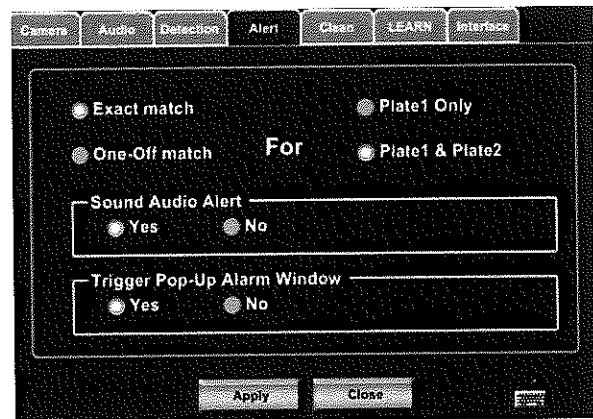 Camera Audio Detection Alert Clean LEARN Interface
Exact match
Plate1 Only
One-Off match
For
Plate1 & Plate2
Sound Audio Alert
Yes No
Trigger Pop-Up Alarm Window
Yes No
Apply Close